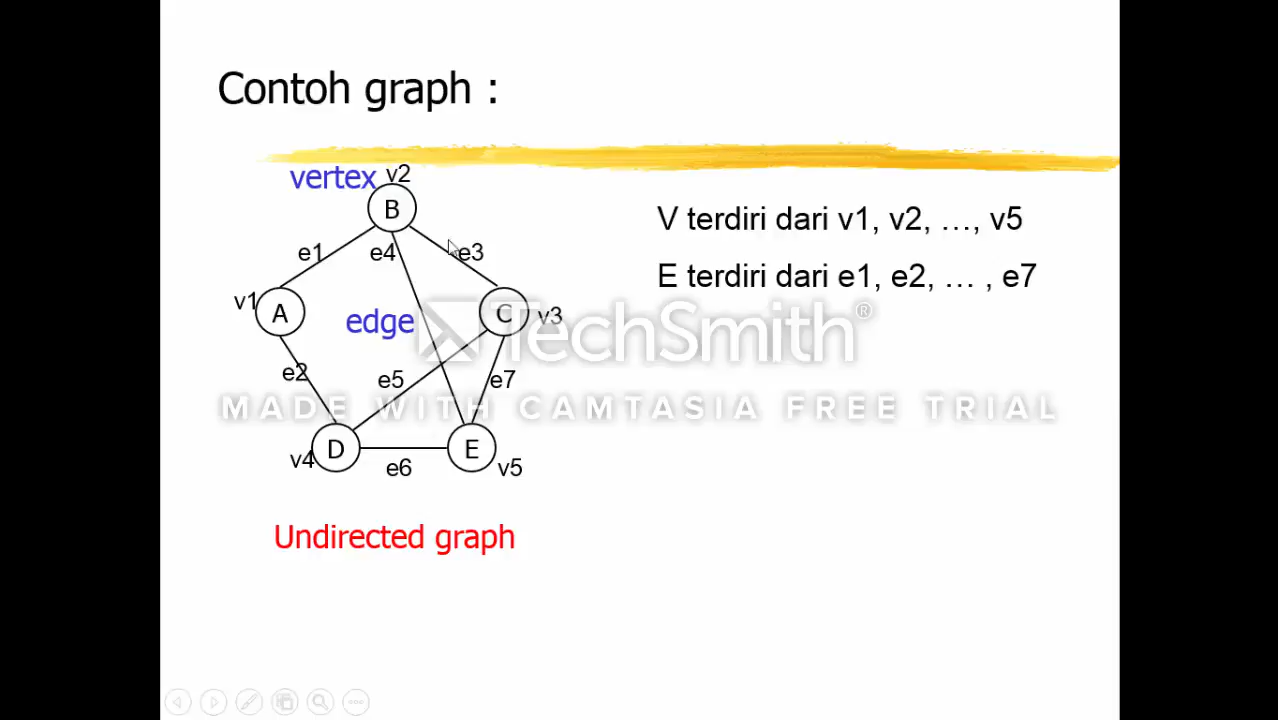 Contoh graph :
vertex v2
B
e1 e4 e3
v1 A edge C v3
e2 e5 e7
v4 D e6 E v5
Undirected graph
V terdiri dari v1, v2, …, v5
E terdiri dari e1, e2, … , e7
TechSmith®
MADE WITH CAMTASIA FREE TRIAL